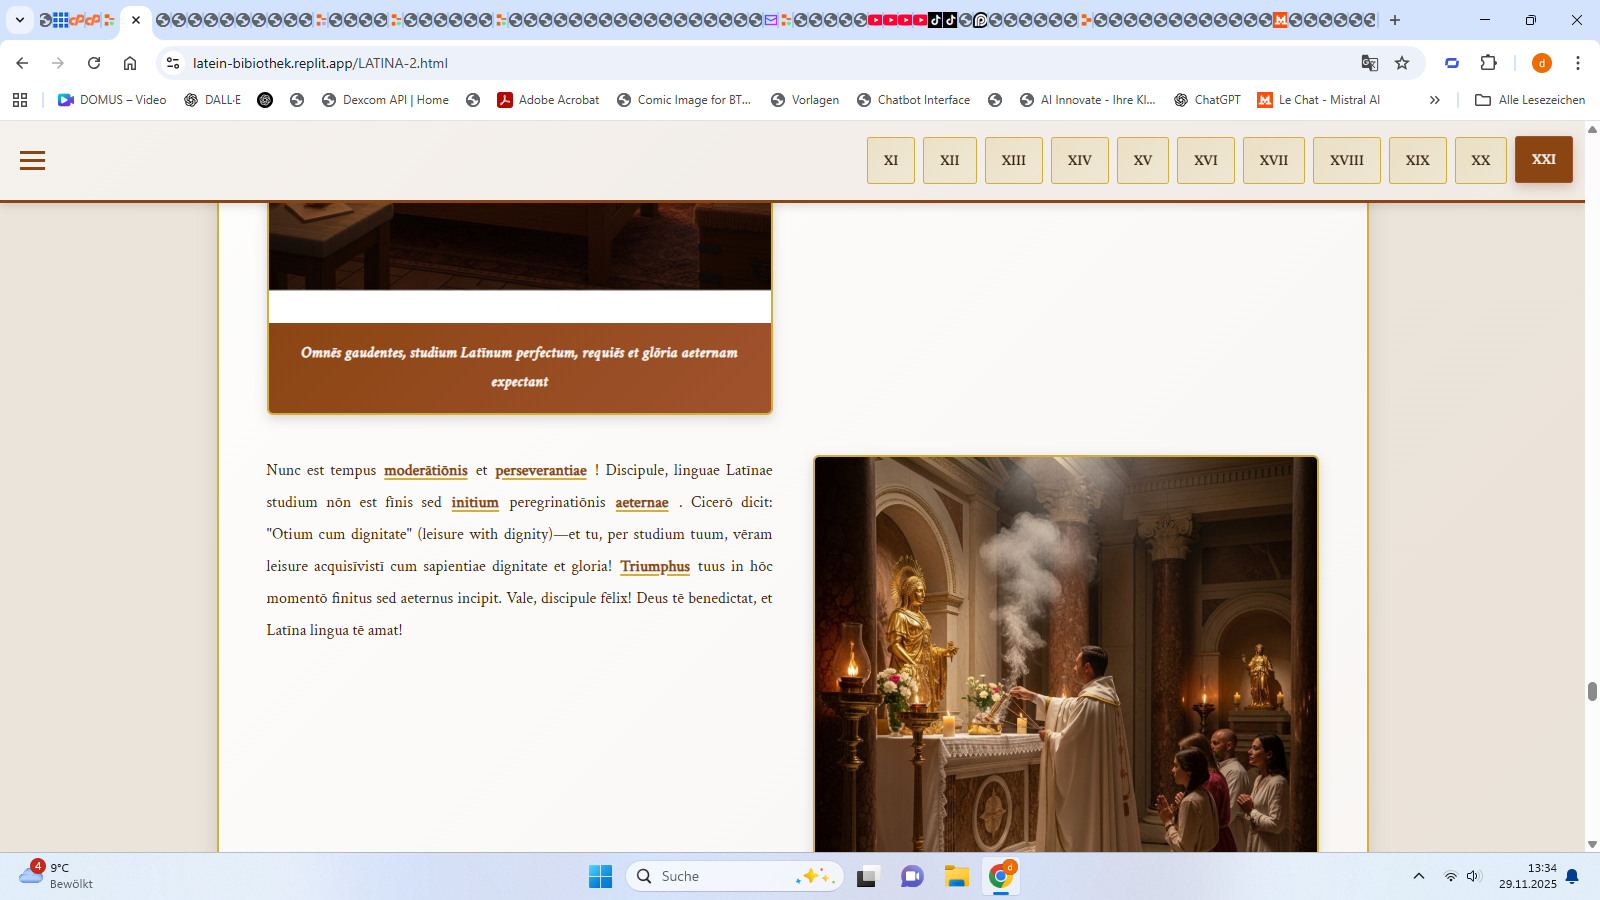 latein-bibiothek.replit.app/LATINA-2.html
d
DOMUS – Video
DALL·E
Dexcom API | Home
Adobe Acrobat
Comic Image for BT...
Vorlagen
Chatbot Interface
AI Innovate - Ihre KI...
ChatGPT
Le Chat - Mistral AI
Alle Lesezeichen
XI XII XIII XIV XV XVI XVII XVIII XIX XX XXI
Omnēs gaudentes, studium Latīnum perfectum, requiēs et glōria aeternam
expectant
Nunc est tempus moderātiōnis et perseverantiae ! Discipule, linguae Latīnae
studium nōn est fīnis sed initium peregrinatiōnis aeternae . Cicerō dicit:
"Otium cum dignitate" (leisure with dignity)—et tu, per studium tuum, vēram
leisure acquisīvistī cum sapientiae dignitate et gloria! Triumphus tuus in hōc
momentō finitus sed aeternus incipit. Vale, discipule fēlix! Deus tē benedictat, et
Latīna lingua tē amat!
4
9°C
Bewölkt
Suche
d
13:34
29.11.2025